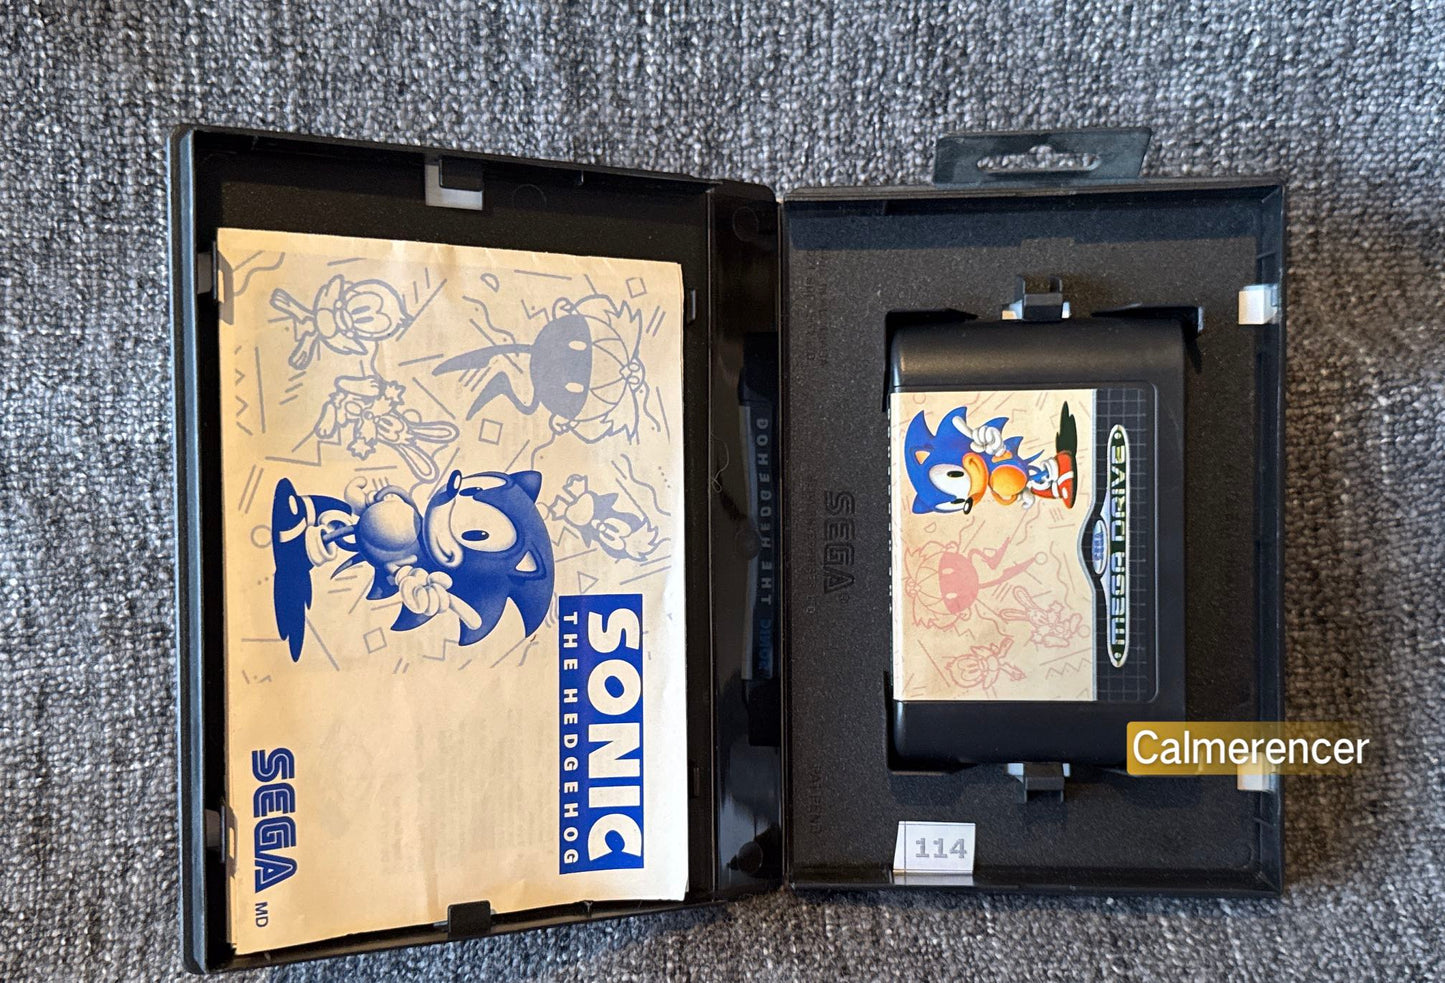 SONIC
THE HEDGEHOG
SEGA
MD
SONIC THE HEDGEHOG
SEGA
MEGA DRIVE
114
Calmerencer